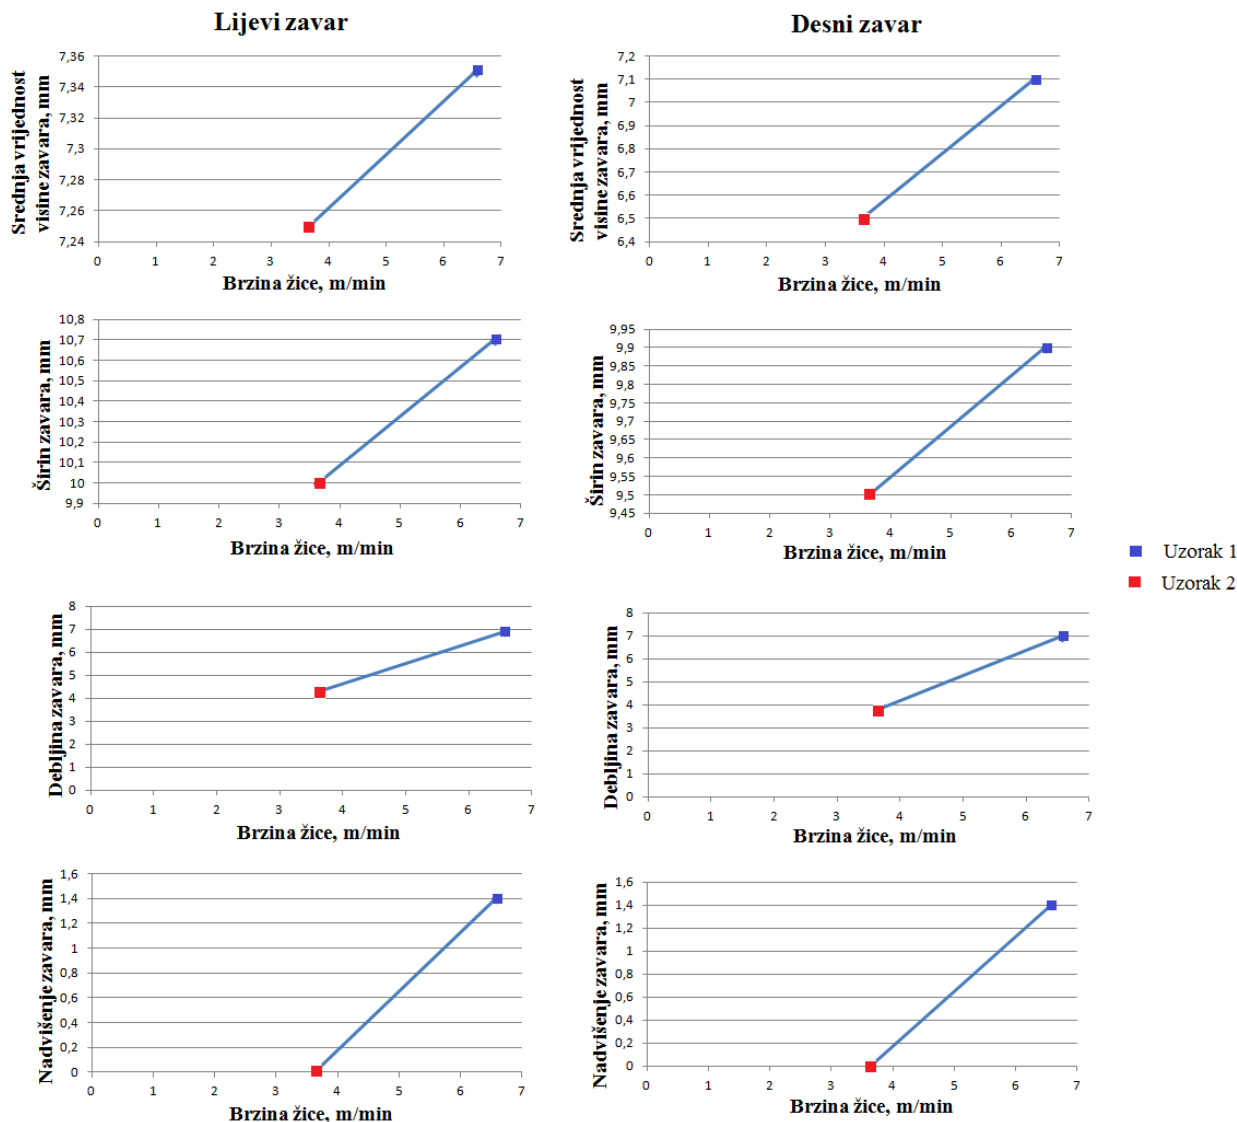 Lijevi zavar
Desni zavar
Srednja vrijednost
visine zavara, mm
7,36
7,34
7,32
7,3
7,28
7,26
7,24
0 1 2 3 4 5 6 7
Brzina žice, m/min
Srednja vrijednost
visine zavara, mm
7,2
7,1
7
6,9
6,8
6,7
6,6
6,5
6,4
0 1 2 3 4 5 6 7
Brzina žice, m/min
Širin zavara, mm
10,8
10,7
10,6
10,5
10,4
10,3
10,2
10,1
10
9,9
0 1 2 3 4 5 6 7
Brzina žice, m/min
Širin zavara, mm
9,95
9,9
9,85
9,8
9,75
9,7
9,65
9,6
9,55
9,5
9,45
0 1 2 3 4 5 6 7
Brzina žice, m/min
Uzorak 1
Uzorak 2
Debljina zavara, mm
8
7
6
5
4
3
2
1
0
0 1 2 3 4 5 6 7
Brzina žice, m/min
Debljina zavara, mm
8
7
6
5
4
3
2
1
0
0 1 2 3 4 5 6 7
Brzina žice, m/min
Nadvišenje zavara, mm
1,6
1,4
1,2
1
0,8
0,6
0,4
0,2
0
0 1 2 3 4 5 6 7
Brzina žice, m/min
Nadvišenje zavara, mm
1,6
1,4
1,2
1
0,8
0,6
0,4
0,2
0
0 1 2 3 4 5 6 7
Brzina žice, m/min